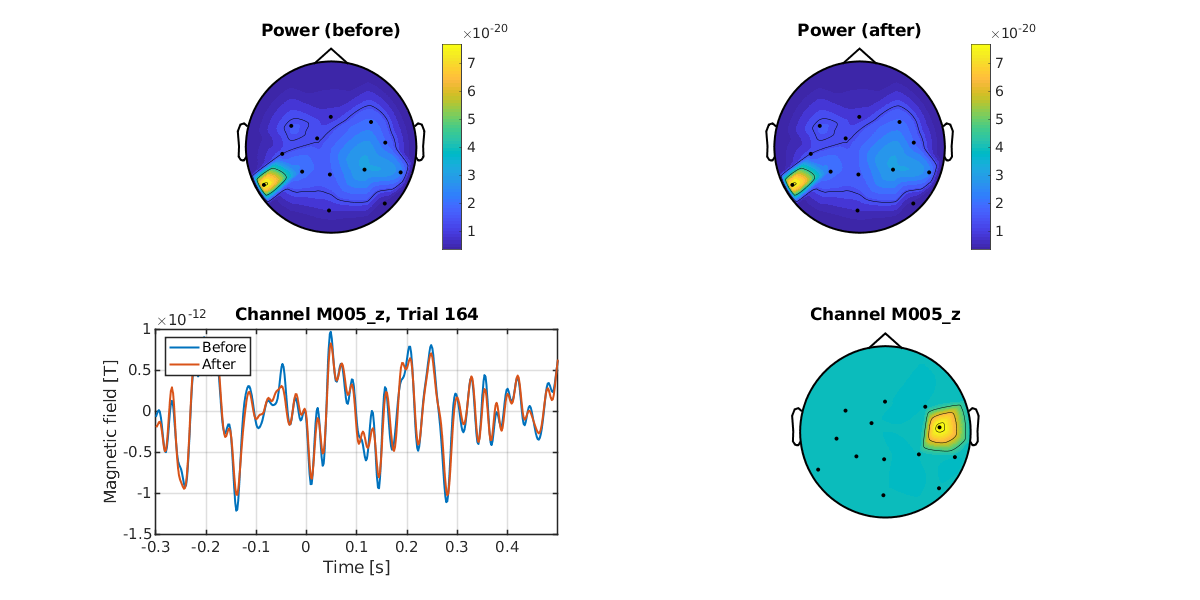 Power (before)
×10-20
7
6
5
4
3
2
1
Power (after)
×10-20
7
6
5
4
3
2
1
Channel M005_z, Trial 164
×10-12
Before
After
1
0.5
0
-0.5
-1
-1.5
Magnetic field [T]
-0.3 -0.2 -0.1 0 0.1 0.2 0.3 0.4
Time [s]
Channel M005_z